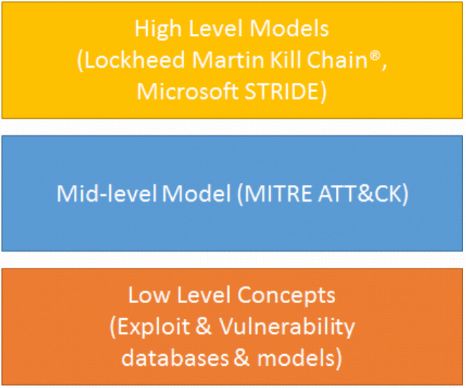 High Level Models
(Lockheed Martin Kill Chain®,
Microsoft STRIDE)
Mid-level Model (MITRE ATT&CK)
Low Level Concepts
(Exploit & Vulnerability
databases & models)